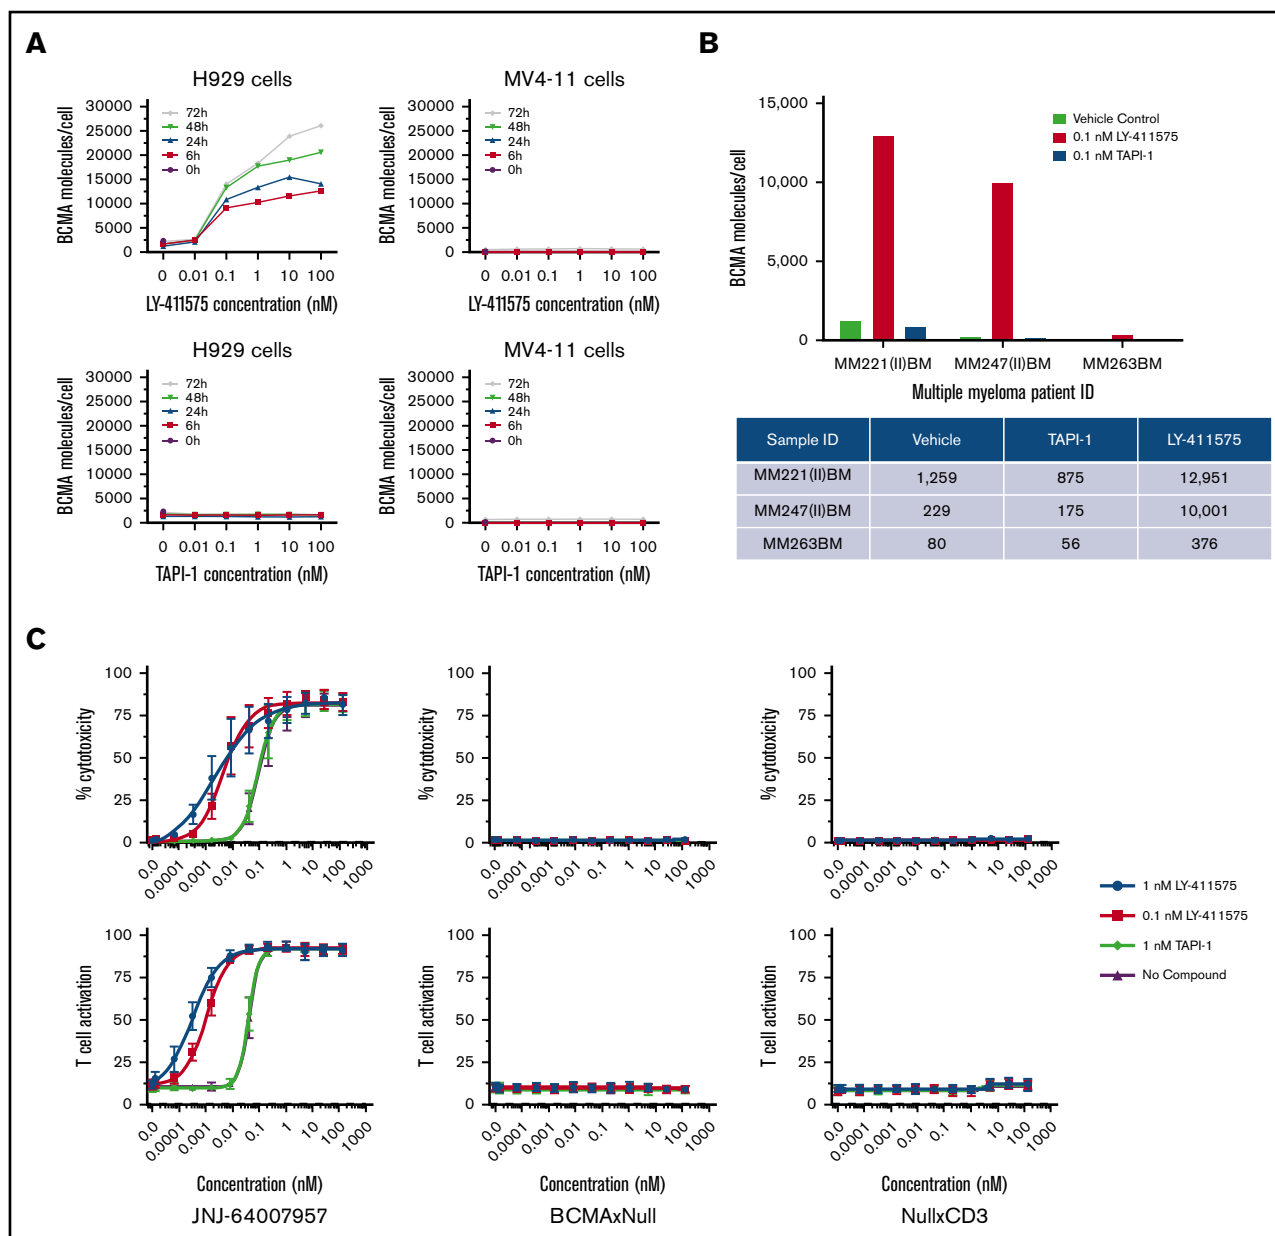 A
H929 cells
BCMA molecules/cell
30000
25000
20000
15000
10000
5000
0
72h
48h
24h
6h
0h
0 0.01 0.1 1 10 100
LY-411575 concentration (nM)
MV4-11 cells
BCMA molecules/cell
30000
25000
20000
15000
10000
5000
0
72h
48h
24h
6h
0h
0 0.01 0.1 1 10 100
LY-411575 concentration (nM)
H929 cells
BCMA molecules/cell
30000
25000
20000
15000
10000
5000
0
72h
48h
24h
6h
0h
0 0.01 0.1 1 10 100
TAPI-1 concentration (nM)
MV4-11 cells
BCMA molecules/cell
30000
25000
20000
15000
10000
5000
0
72h
48h
24h
6h
0h
0 0.01 0.1 1 10 100
TAPI-1 concentration (nM)
B
BCMA molecules/cell
15,000
10,000
5,000
0
Vehicle Control
0.1 nM LY-411575
0.1 nM TAPI-1
MM221(II)BM MM247(II)BM MM263BM
Multiple myeloma patient ID
Sample ID Vehicle TAPI-1 LY-411575
MM221(II)BM 1,259 875 12,951
MM247(II)BM 229 175 10,001
MM263BM 80 56 376
C
% cytotoxicity
100
75
50
25
0
0.0 0.0001 0.001 0.01 0.1 1 10 100 1000
% cytotoxicity
100
75
50
25
0
0.0 0.0001 0.001 0.01 0.1 1 10 100 1000
% cytotoxicity
100
75
50
25
0
0.0 0.0001 0.001 0.01 0.1 1 10 100 1000
T cell activation
100
75
50
25
0
0.0 0.0001 0.001 0.01 0.1 1 10 100 1000
Concentration (nM)
JNJ-64007957
T cell activation
100
75
50
25
0
0.0 0.0001 0.001 0.01 0.1 1 10 100 1000
Concentration (nM)
BCMAxNull
T cell activation
100
75
50
25
0
0.0 0.0001 0.001 0.01 0.1 1 10 100 1000
Concentration (nM)
NullxCD3
1 nM LY-411575
0.1 nM LY-411575
1 nM TAPI-1
No Compound